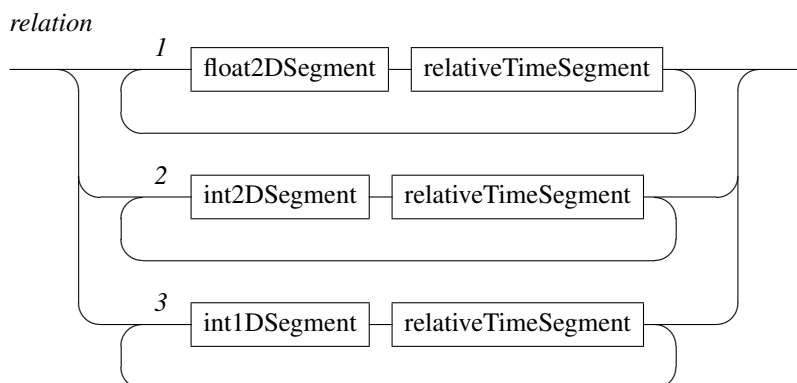 relation
1
float2DSegment relativeTimeSegment
2
int2DSegment relativeTimeSegment
3
int1DSegment relativeTimeSegment